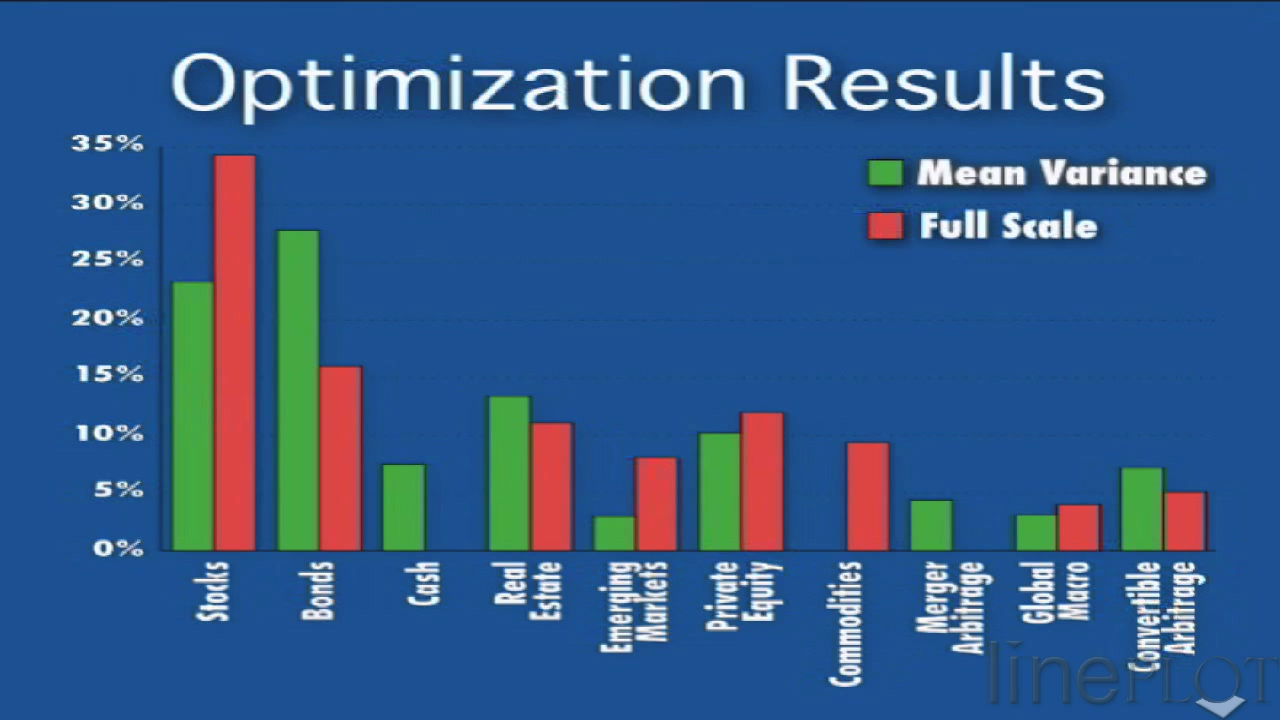 Optimization Results
35%
30%
25%
20%
15%
10%
5%
0%
Mean Variance
Full Scale
Stocks
Bonds
Cash
Real
Estate
Emerging
Markets
Private
Equity
Commodities
Merger
Arbitrage
Global
Macro
Convertible
Arbitrage
linePLOT